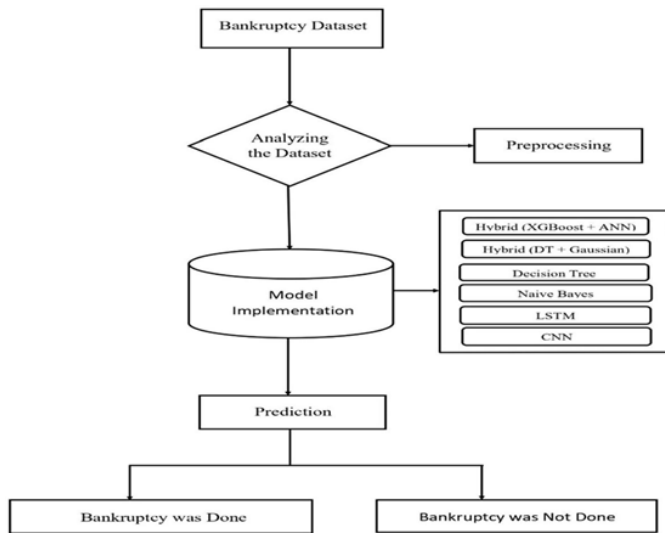 Bankruptcy Dataset
Analyzing
the Dataset
Preprocessing
Hybrid (XGBoost + ANN)
Hybrid (DT + Gaussian)
Decision Tree
Naive Bayes
LSTM
CNN
Model
Implementation
Prediction
Bankruptcy was Done
Bankruptcy was Not Done